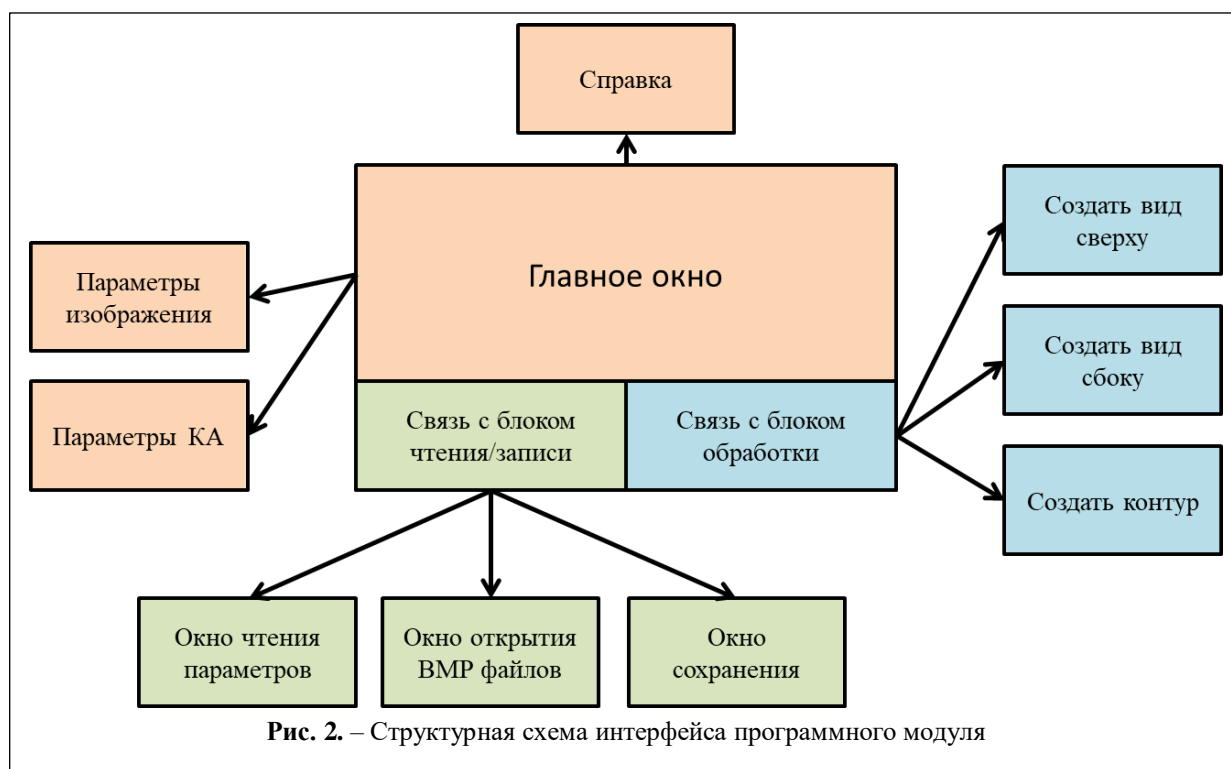 Справка
Главное окно
Параметры
изображения
Параметры КА
Связь с блоком
чтения/записи
Связь с блоком
обработки
Создать вид
сверху
Создать вид
сбоку
Создать контур
Окно чтения
параметров
Окно открытия
BMP файлов
Окно
сохранения
Рис. 2. – Структурная схема интерфейса программного модуля